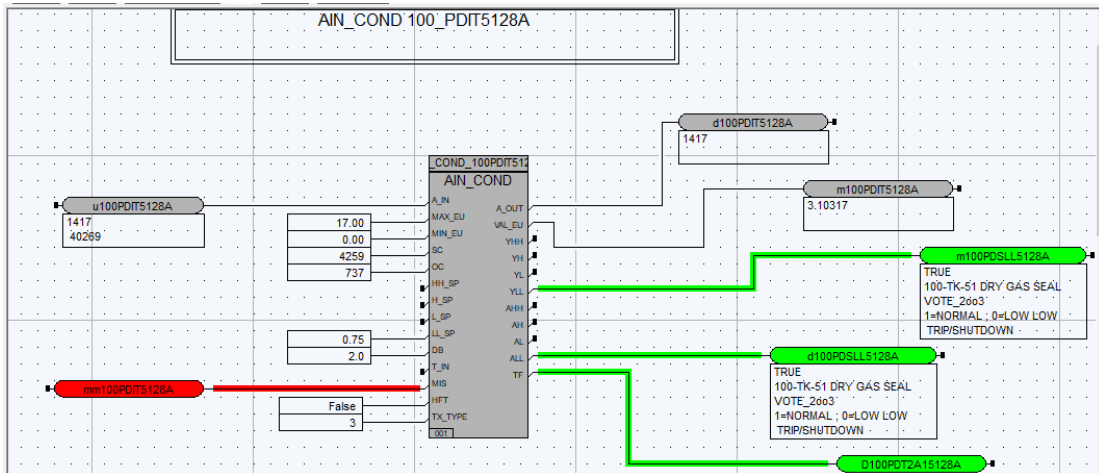 AIN_COND 100_PDIT5128A
d100PDIT5128A
1417
_COND_100PDIT512
AIN_COND
m100PDIT5128A
3.10317
u100PDIT5128A
1417
40269
A_IN
MAX_EU
MIN_EU
SC
OC
HH_SP
H_SP
L_SP
LL_SP
DB
T_IN
MIS
HFT
TX_TYPE
001
17.00
0.00
4259
737
0.75
2.0
mm100PDIT5128A
False
3
A_OUT
VAL_EU
YHH
YH
YL
YLL
AHH
AH
AL
ALL
TF
m100PDSLL5128A
TRUE
100-TK-51 DRY GAS SEAL
VOTE_2oo3
1=NORMAL ; 0=LOW LOW
TRIP/SHUTDOWN
d100PDSLL5128A
TRUE
100-TK-51 DRY GAS SEAL
VOTE_2oo3
1=NORMAL ; 0=LOW LOW
TRIP/SHUTDOWN
D100PDT2A15128A